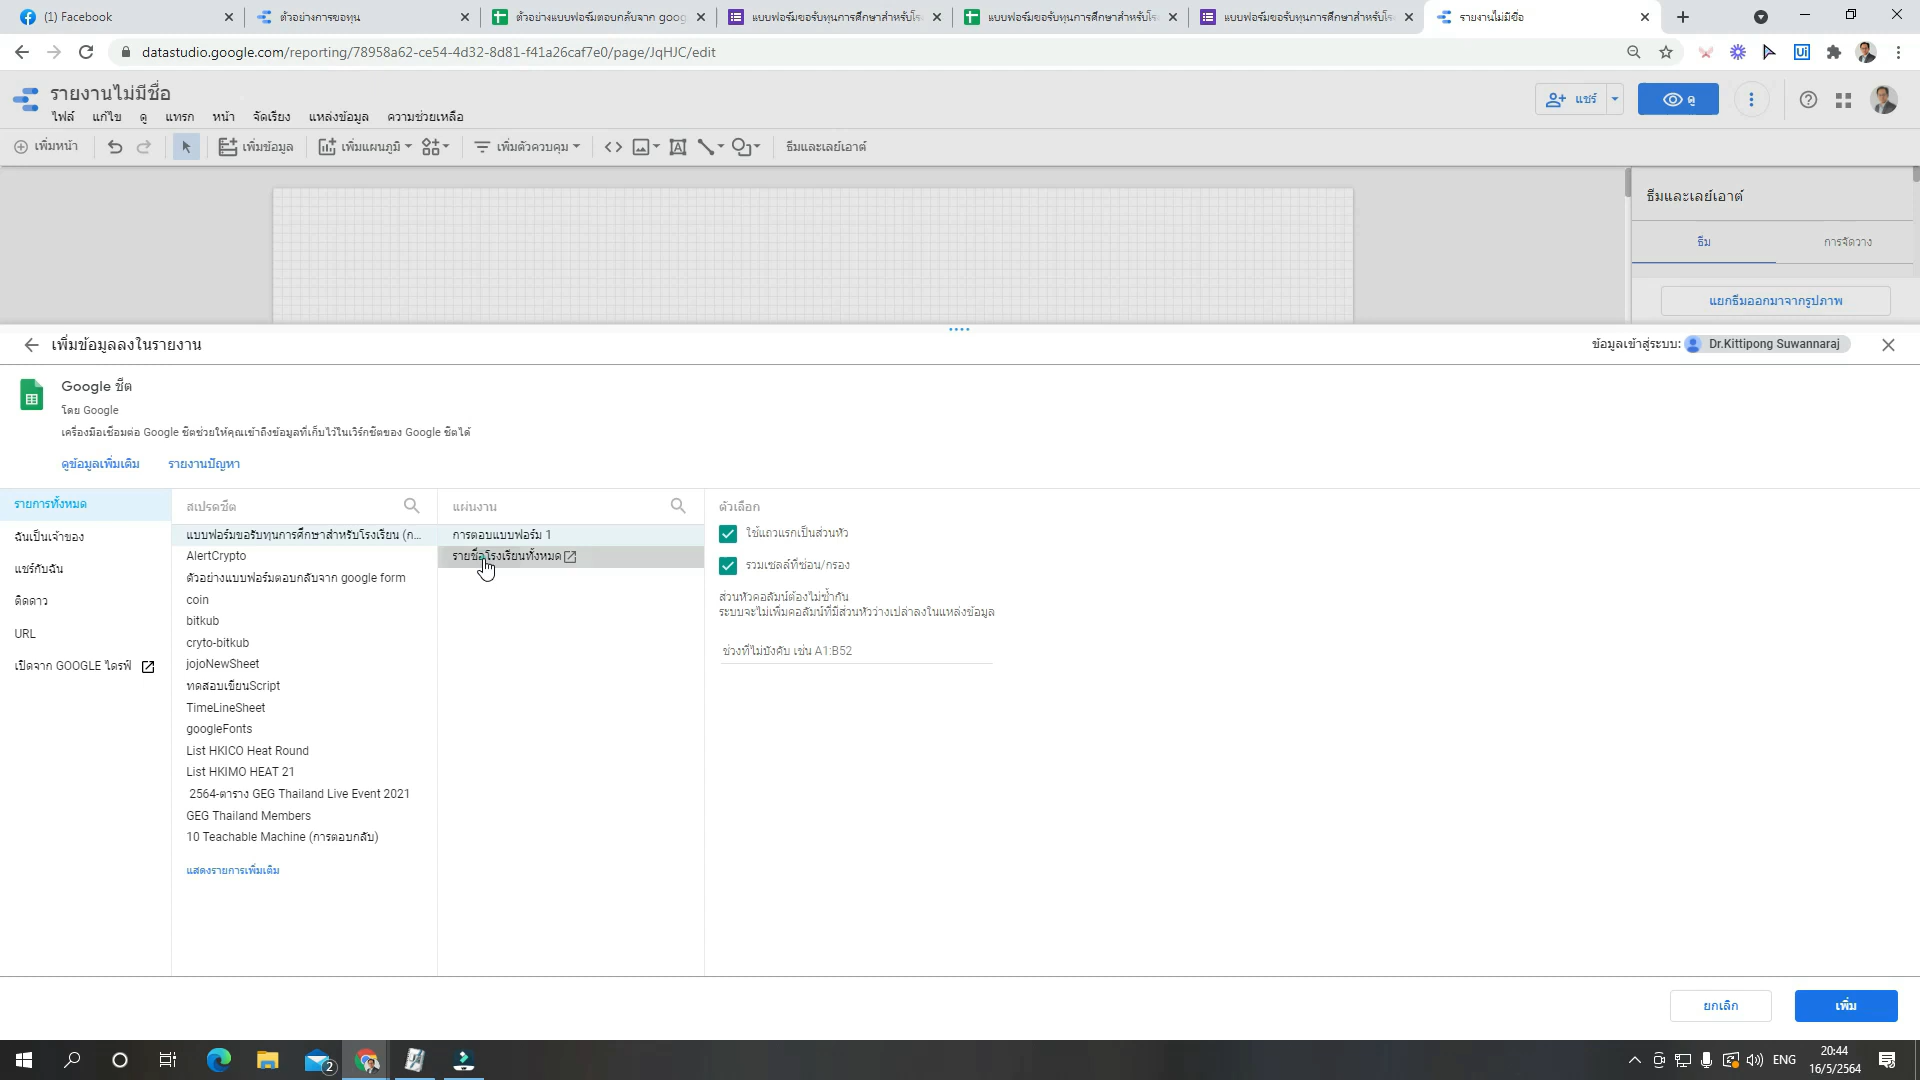 (1) Facebook
ตัวอย่างการขอทุน
ตัวอย่างแบบฟอร์มตอบกลับจาก goog
แบบฟอร์มขอรับทุนการศึกษาสำหรับโร
แบบฟอร์มขอรับทุนการศึกษาสำหรับโร
แบบฟอร์มขอรับทุนการศึกษาสำหรับโร
รายงานไม่มีชื่อ
datastudio.google.com/reporting/78958a62-ce54-4d32-8d81-f41a26caf7e0/page/JqHJC/edit
รายงานไม่มีชื่อ
ไฟล์ แก้ไข ดู แทรก หน้า จัดเรียง แหล่งข้อมูล ความช่วยเหลือ
แชร์
ดู
เพิ่มหน้า
เพิ่มข้อมูล
เพิ่มแผนภูมิ
เพิ่มตัวควบคุม
ธีมและเลย์เอาต์
ธีมและเลย์เอาต์
ธีม
การจัดวาง
แยกธีมออกมาจากรูปภาพ
เพิ่มข้อมูลลงในรายงาน
ข้อมูลเข้าสู่ระบบ: Dr.Kittipong Suwannaraj
Google ชีต
โดย Google
เครื่องมือเชื่อมต่อ Google ชีตช่วยให้คุณเข้าถึงข้อมูลที่เก็บไว้ในเวิร์กชีตของ Google ชีตได้
ดูข้อมูลเพิ่มเติม
รายงานปัญหา
รายการทั้งหมด
ฉันเป็นเจ้าของ
แชร์กับฉัน
ติดดาว
URL
เปิดจาก GOOGLE ไดรฟ์
สเปรดชีต
แบบฟอร์มขอรับทุนการศึกษาสำหรับโรงเรียน (ก...
AlertCrypto
ตัวอย่างแบบฟอร์มตอบกลับจาก google form
coin
bitkub
cryto-bitkub
jojoNewSheet
ทดสอบเขียนScript
TimeLineSheet
googleFonts
List HKICO Heat Round
List HKIMO HEAT 21
2564-ตาราง GEG Thailand Live Event 2021
GEG Thailand Members
10 Teachable Machine (การตอบกลับ)
แสดงรายการเพิ่มเติม
แผ่นงาน
การตอบแบบฟอร์ม 1
รายชื่อโรงเรียนทั้งหมด
ตัวเลือก
ใช้แถวแรกเป็นส่วนหัว
รวมเซลล์ที่ซ่อน/กรอง
ส่วนหัวคอลัมน์ต้องไม่ซ้ำกัน
ระบบจะไม่เพิ่มคอลัมน์ที่มีส่วนหัวว่างเปล่าลงในแหล่งข้อมูล
ช่วงที่ไม่บังคับ เช่น A1:B52
ยกเลิก
เพิ่ม
2
ENG
20:44
16/5/2564